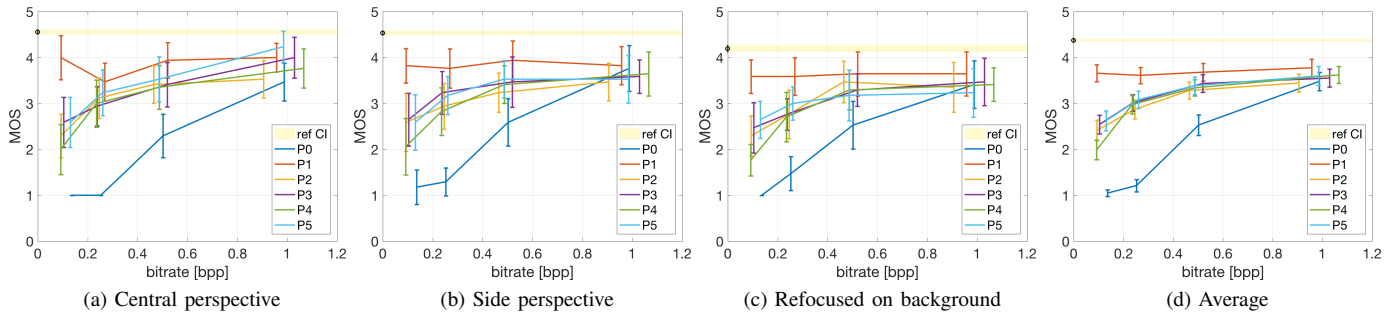 5
4
3
2
1
0
MOS
0
0.2
0.4
0.6
0.8
1
1.2
bitrate [bpp]
ref CI
P0
P1
P2
P3
P4
P5
(a) Central perspective
5
4
3
2
1
0
MOS
0
0.2
0.4
0.6
0.8
1
1.2
bitrate [bpp]
ref CI
P0
P1
P2
P3
P4
P5
(b) Side perspective
5
4
3
2
1
0
MOS
0
0.2
0.4
0.6
0.8
1
1.2
bitrate [bpp]
ref CI
P0
P1
P2
P3
P4
P5
(c) Refocused on background
5
4
3
2
1
0
MOS
0
0.2
0.4
0.6
0.8
1
1.2
bitrate [bpp]
ref CI
P0
P1
P2
P3
P4
P5
(d) Average